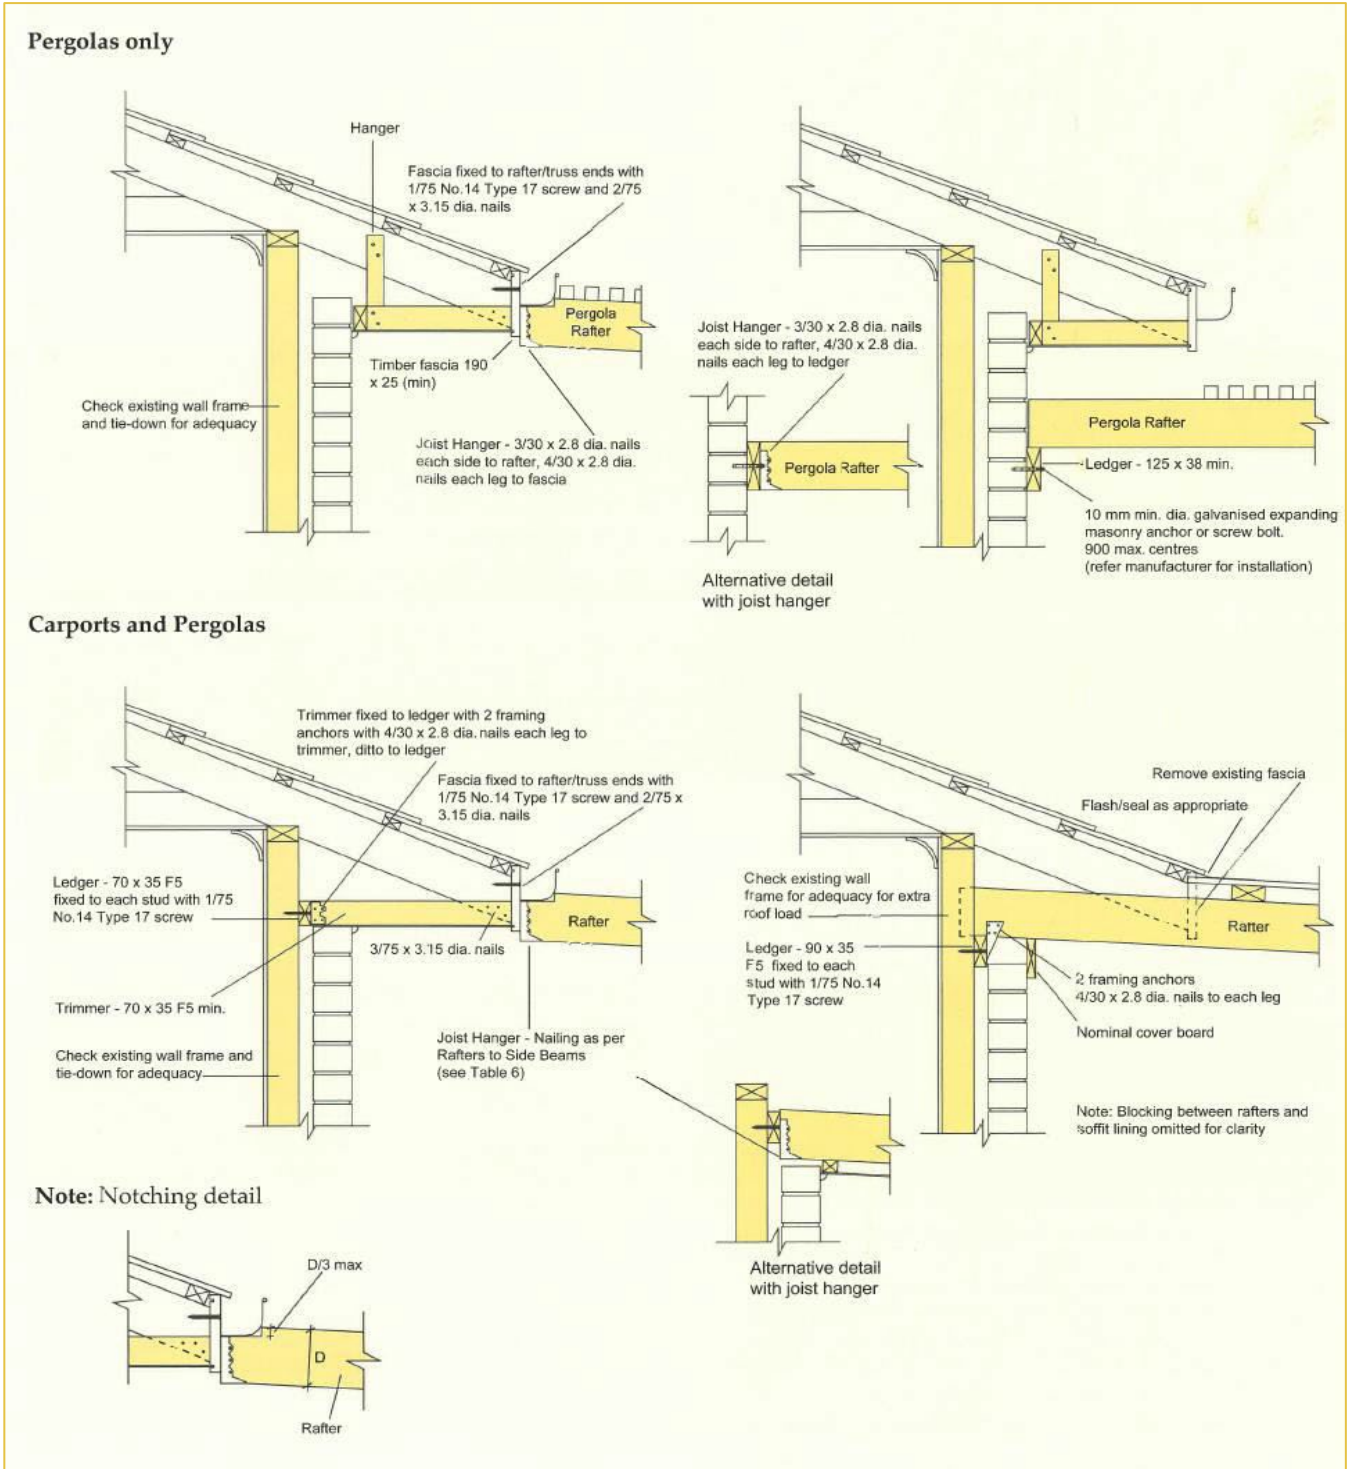 Pergolas only
Hanger
Fascia fixed to rafter/truss ends with
1/75 No.14 Type 17 screw and 2/75
x 3.15 dia. nails
Pergola
Rafter
Timber fascia 190
x 25 (min)
Check existing wall frame
and tie-down for adequacy
Joist Hanger - 3/30 x 2.8 dia. nails
each side to rafter, 4/30 x 2.8 dia.
nails each leg to fascia
Joist Hanger - 3/30 x 2.8 dia. nails
each side to rafter, 4/30 x 2.8 dia.
nails each leg to ledger
Pergola Rafter
Alternative detail
with joist hanger
Pergola Rafter
Ledger - 125 x 38 min.
10 mm min. dia. galvanised expanding
masonry anchor or screw bolt.
900 max. centres
(refer manufacturer for installation)
Carports and Pergolas
Trimmer fixed to ledger with 2 framing
anchors with 4/30 x 2.8 dia. nails each leg to
trimmer, ditto to ledger
Fascia fixed to rafter/truss ends with
1/75 No.14 Type 17 screw and 2/75 x
3.15 dia. nails
Ledger - 70 x 35 F5
fixed to each stud with 1/75
No.14 Type 17 screw
Rafter
3/75 x 3.15 dia. nails
Trimmer - 70 x 35 F5 min.
Check existing wall frame and
tie-down for adequacy
Joist Hanger - Nailing as per
Rafters to Side Beams
(see Table 6)
Remove existing fascia
Flash/seal as appropriate
Check existing wall
frame for adequacy for extra
roof load
Rafter
Ledger - 90 x 35
F5 fixed to each
stud with 1/75 No.14
Type 17 screw
2 framing anchors
4/30 x 2.8 dia. nails to each leg
Nominal cover board
Note: Blocking between rafters and
soffit lining omitted for clarity
Alternative detail
with joist hanger
Note: Notching detail
D/3 max
D
Rafter